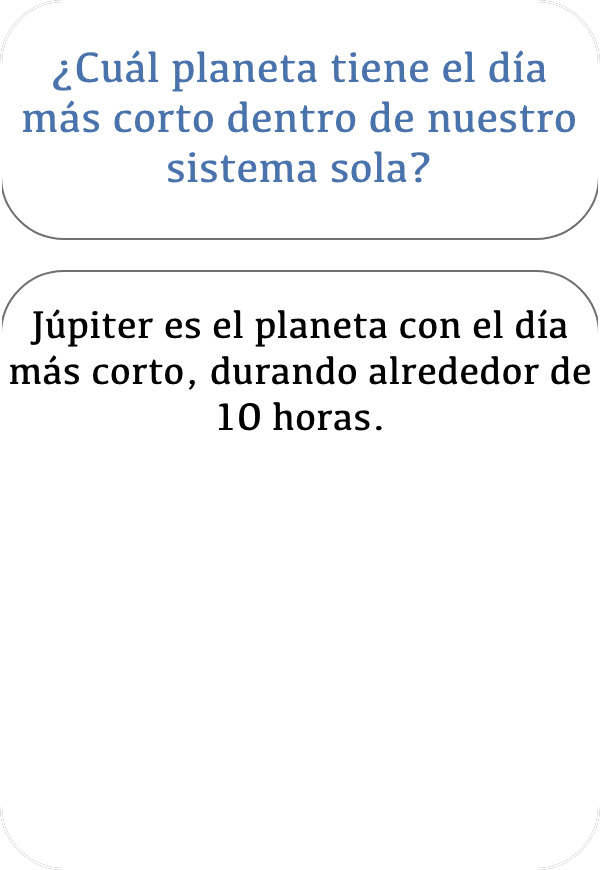 ¿Cuál planeta tiene el día
más corto dentro de nuestro
sistema sola?
Júpiter es el planeta con el día
más corto, durando alrededor de
10 horas.